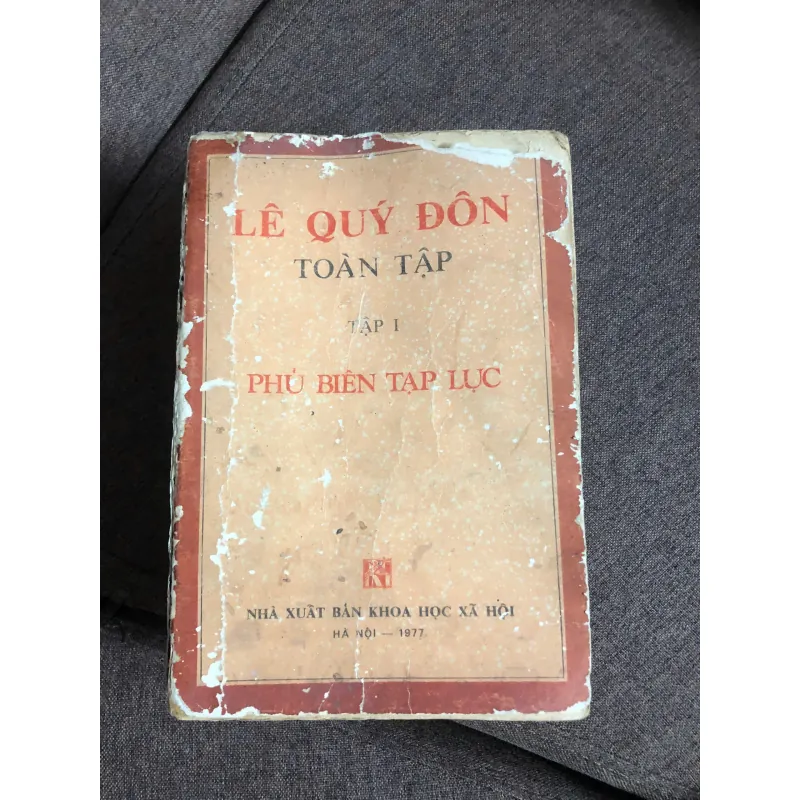 LÊ QUÝ ĐÔN
TOÀN TẬP
TẬP I
PHỦ BIÊN TẠP LỤC
NHÀ XUẤT BẢN KHOA HỌC XÃ HỘI
HÀ NỘI — 1977